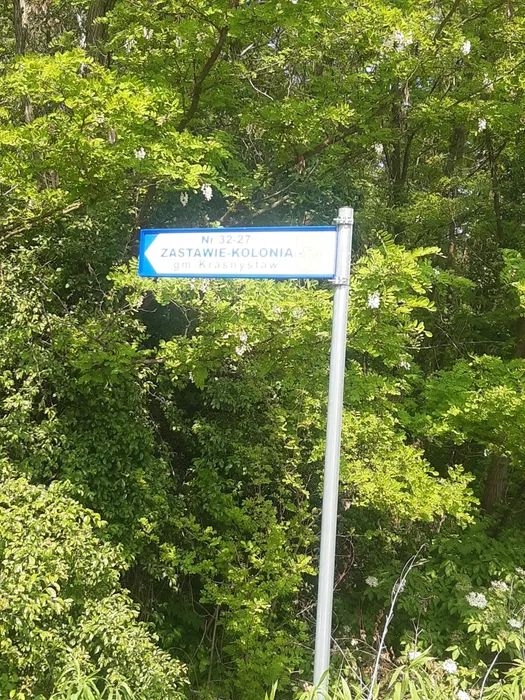 Nr 32-27
ZASTAWIE-KOLONIA
gm. Krasnystaw